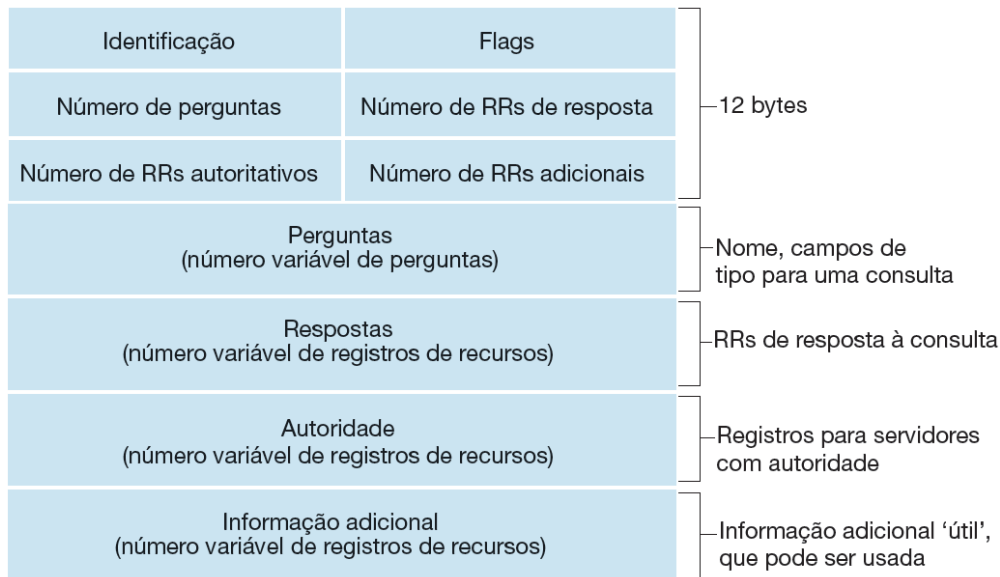 Identificação
Flags
Número de perguntas
Número de RRs de resposta
12 bytes
Número de RRs autoritativos
Número de RRs adicionais
Perguntas
(número variável de perguntas)
Nome, campos de
tipo para uma consulta
Respostas
(número variável de registros de recursos)
RRs de resposta à consulta
Autoridade
(número variável de registros de recursos)
Registros para servidores
com autoridade
Informação adicional
(número variável de registros de recursos)
Informação adicional ‘útil’,
que pode ser usada